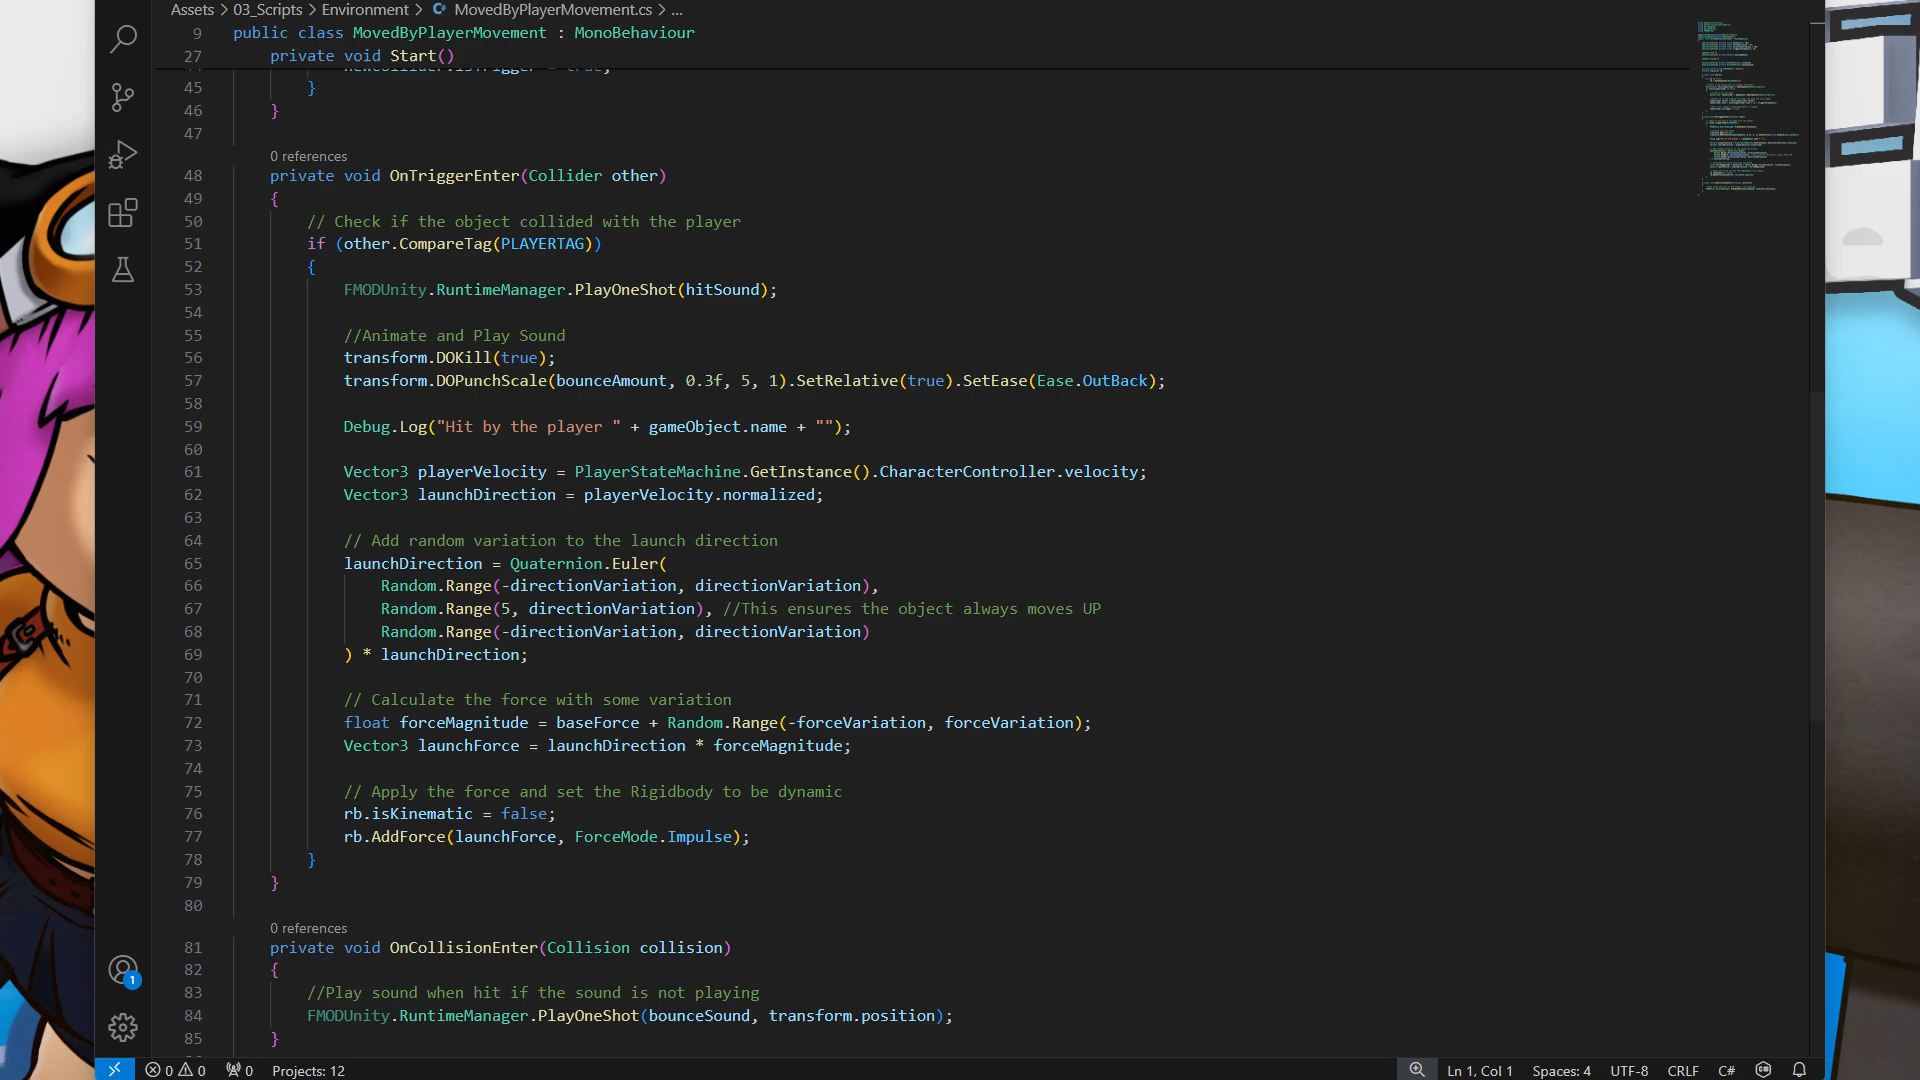 Assets > 03_Scripts > Environment > MovedByPlayerMovement.cs > ...
9 public class MovedByPlayerMovement : MonoBehaviour
27 private void Start()
45 }
46 }
47
0 references
48 private void OnTriggerEnter(Collider other)
49 {
50 // Check if the object collided with the player
51 if (other.CompareTag(PLAYERTAG))
52 {
53 FMODUnity.RuntimeManager.PlayOneShot(hitSound);
54
55 //Animate and Play Sound
56 transform.DOKill(true);
57 transform.DOPunchScale(bounceAmount, 0.3f, 5, 1).SetRelative(true).SetEase(Ease.OutBack);
58
59 Debug.Log("Hit by the player " + gameObject.name + "");
60
61 Vector3 playerVelocity = PlayerStateMachine.GetInstance().CharacterController.velocity;
62 Vector3 launchDirection = playerVelocity.normalized;
63
64 // Add random variation to the launch direction
65 launchDirection = Quaternion.Euler(
66 Random.Range(-directionVariation, directionVariation),
67 Random.Range(5, directionVariation), //This ensures the object always moves UP
68 Random.Range(-directionVariation, directionVariation)
69 ) * launchDirection;
70
71 // Calculate the force with some variation
72 float forceMagnitude = baseForce + Random.Range(-forceVariation, forceVariation);
73 Vector3 launchForce = launchDirection * forceMagnitude;
74
75 // Apply the force and set the Rigidbody to be dynamic
76 rb.isKinematic = false;
77 rb.AddForce(launchForce, ForceMode.Impulse);
78 }
79 }
80
0 references
81 private void OnCollisionEnter(Collision collision)
82 {
83 //Play sound when hit if the sound is not playing
84 FMODUnity.RuntimeManager.PlayOneShot(bounceSound, transform.position);
85 }
1
0 0 0 Projects: 12 Ln 1, Col 1 Spaces: 4 UTF-8 CRLF C#